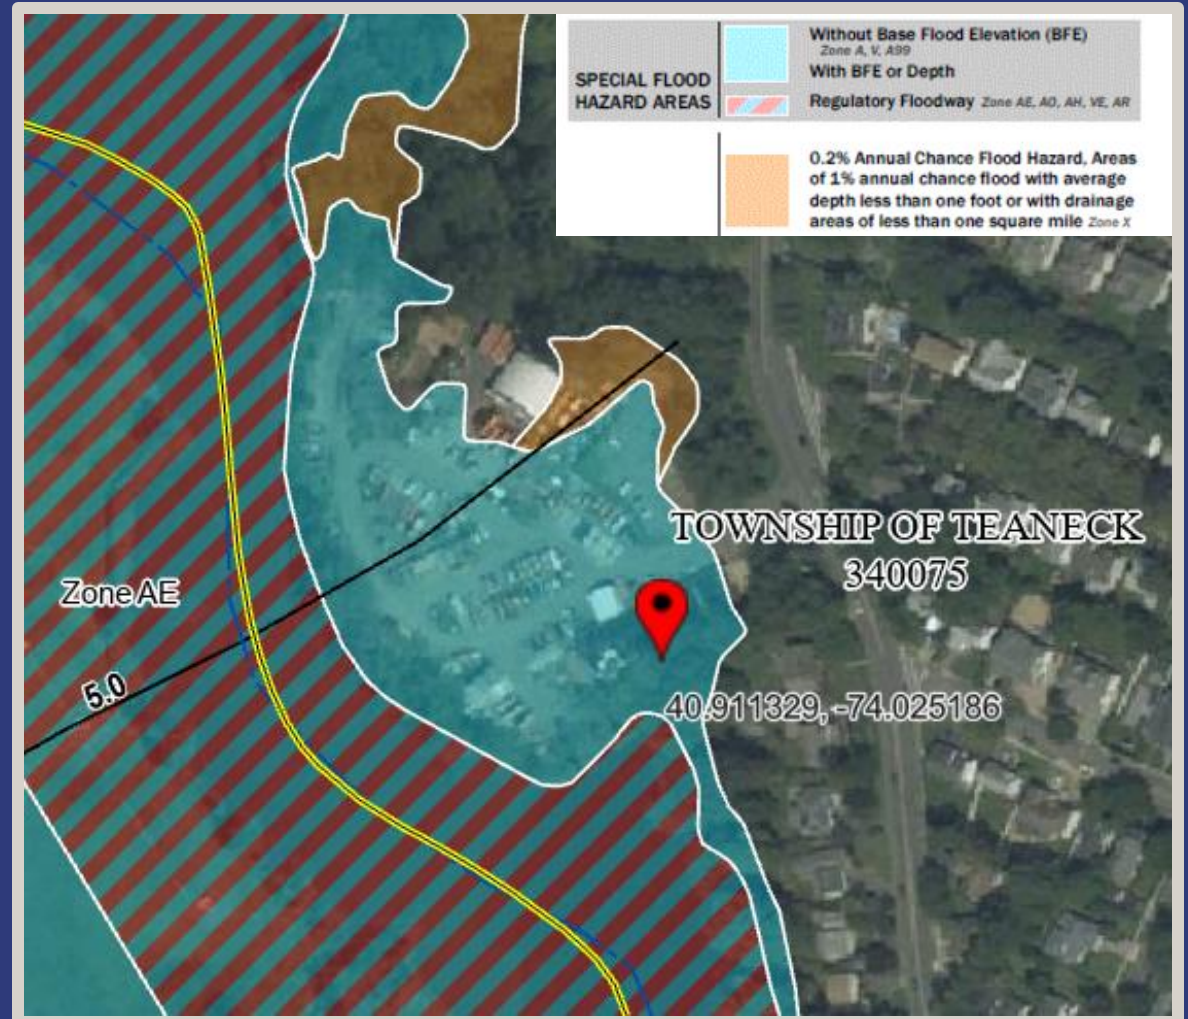 SPECIAL FLOOD
HAZARD AREAS
Without Base Flood Elevation (BFE)
Zone A, V, A99
With BFE or Depth
Regulatory Floodway Zone AE, AO, AH, VE, AR
0.2% Annual Chance Flood Hazard, Areas
of 1% annual chance flood with average
depth less than one foot or with drainage
areas of less than one square mile Zone X
TOWNSHIP OF TEANECK
340075
Zone AE
5.0
40.911329, -74.025186